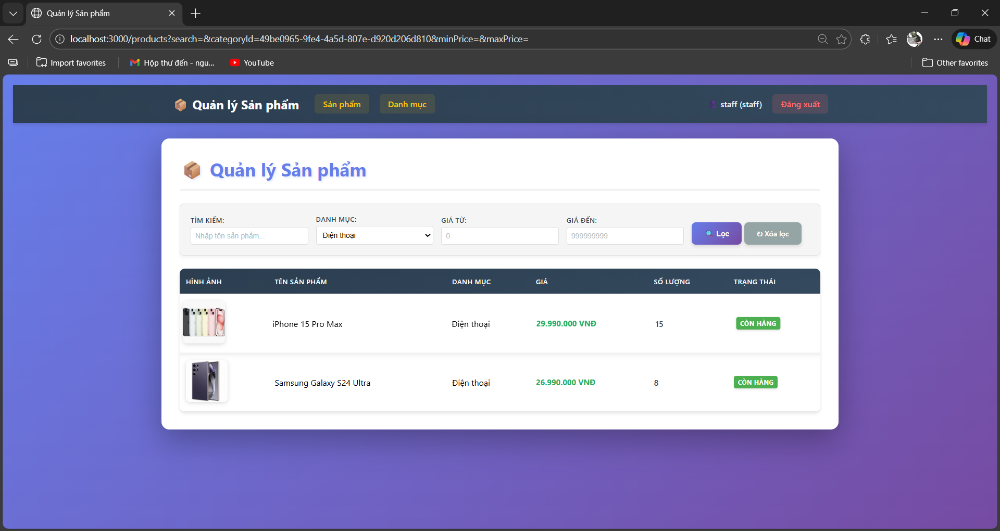 Quản lý Sản phẩm
localhost:3000/products?search=&categoryId=49be0965-9fe4-4a5d-807e-d920d206d810&minPrice=&maxPrice=
Chat
Import favorites
Hộp thư đến - ngu...
YouTube
Other favorites
Quản lý Sản phẩm
Sản phẩm
Danh mục
staff (staff)
Đăng xuất
Quản lý Sản phẩm
TÌM KIẾM:
DANH MỤC:
GIÁ TỪ:
GIÁ ĐẾN:
Nhập tên sản phẩm...
Điện thoại
0
999999999
Lọc
↻ Xóa lọc
HÌNH ẢNH
TÊN SẢN PHẨM
DANH MỤC
GIÁ
SỐ LƯỢNG
TRẠNG THÁI
iPhone 15 Pro Max
Điện thoại
29.990.000 VNĐ
15
CÒN HÀNG
Samsung Galaxy S24 Ultra
Điện thoại
26.990.000 VNĐ
8
CÒN HÀNG